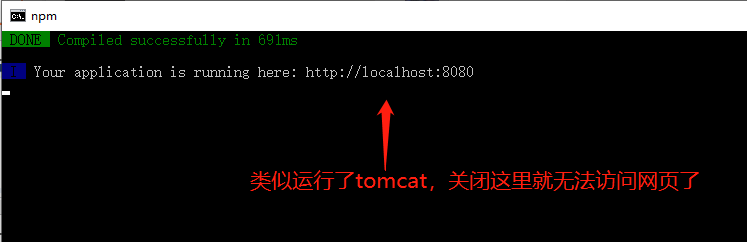 npm
DONE Compiled successfully in 691ms
I Your application is running here: http://localhost:8080
类似运行了tomcat，关闭这里就无法访问网页了